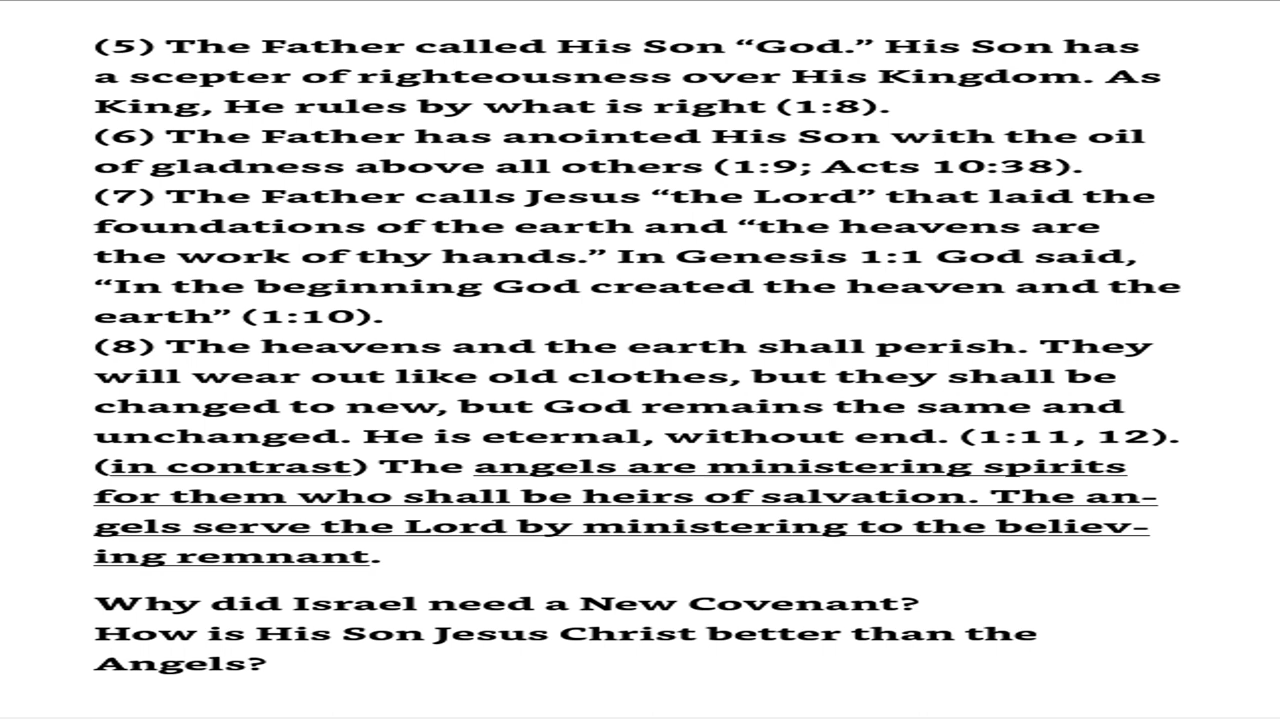 (5) The Father called His Son “God.” His Son has
a scepter of righteousness over His Kingdom. As
King, He rules by what is right (1:8).
(6) The Father has anointed His Son with the oil
of gladness above all others (1:9; Acts 10:38).
(7) The Father calls Jesus “the Lord” that laid the
foundations of the earth and “the heavens are
the work of thy hands.” In Genesis 1:1 God said,
“In the beginning God created the heaven and the
earth” (1:10).
(8) The heavens and the earth shall perish. They
will wear out like old clothes, but they shall be
changed to new, but God remains the same and
unchanged. He is eternal, without end. (1:11, 12).
(in contrast) The angels are ministering spirits
for them who shall be heirs of salvation. The an-
gels serve the Lord by ministering to the believ-
ing remnant.
Why did Israel need a New Covenant?
How is His Son Jesus Christ better than the
Angels?